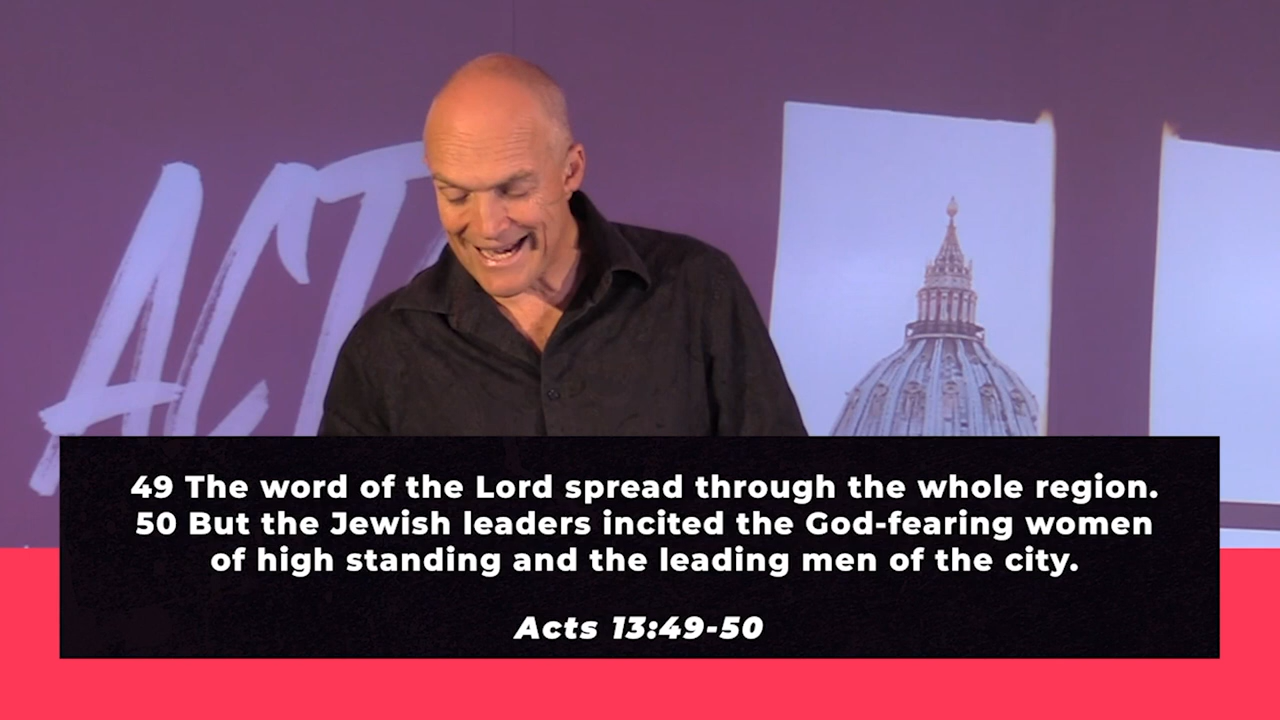 ACT
49 The word of the Lord spread through the whole region.
50 But the Jewish leaders incited the God-fearing women
of high standing and the leading men of the city.
Acts 13:49-50